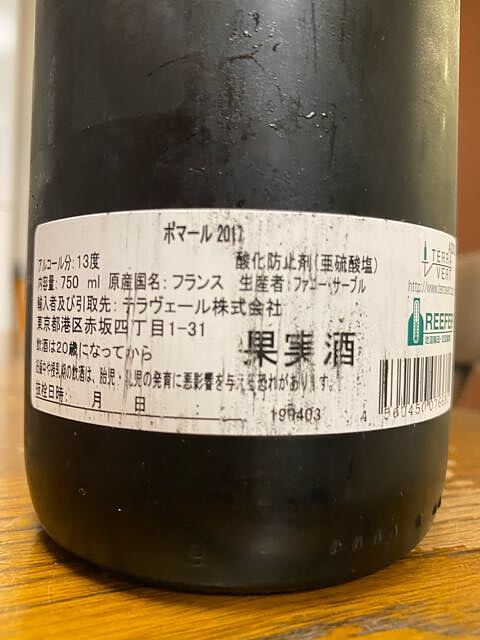 ポマール 2017
アルコール分：13度 酸化防止剤(亜硫酸塩)
内容量：750 ml 原産国名：フランス 生産者：ファニー・サーブル
輸入者及び引取先：テラヴェール株式会社
東京都港区赤坂四丁目1-31
飲酒は20歳になってから
果実酒
妊娠中や授乳期の飲酒は、胎児・乳児の発育に悪影響を与える恐れがあります。
抜栓日時： 月 日
190403
TERRA
VERT
http://www.terravert
REEFER